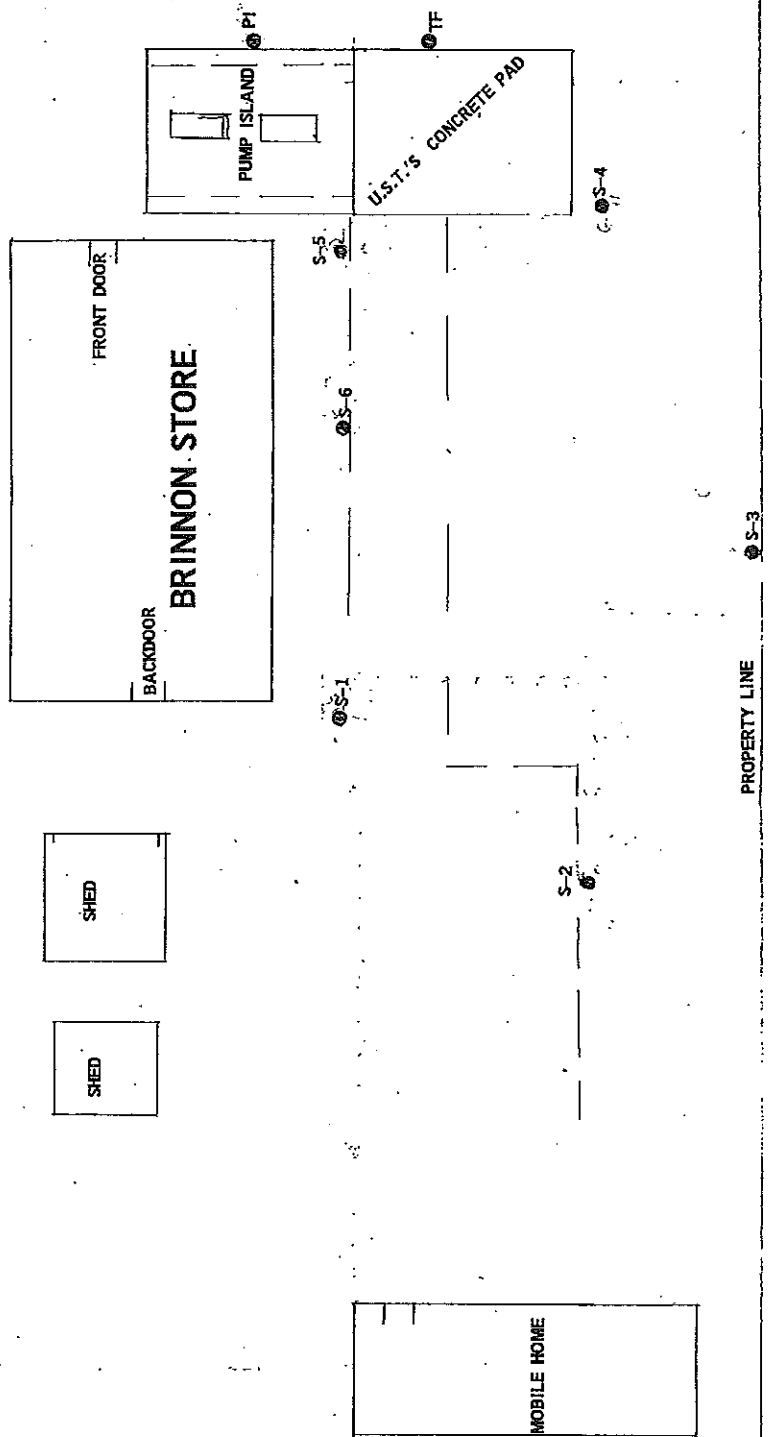 PI
TF
PUMP ISLAND
U.S.T.'S CONCRETE PAD
S-4
S-5
FRONT DOOR
BRINNON STORE
S-6
S-3
BACKDOOR
S-1
PROPERTY LINE
SHED
S-2
SHED
MOBILE HOME